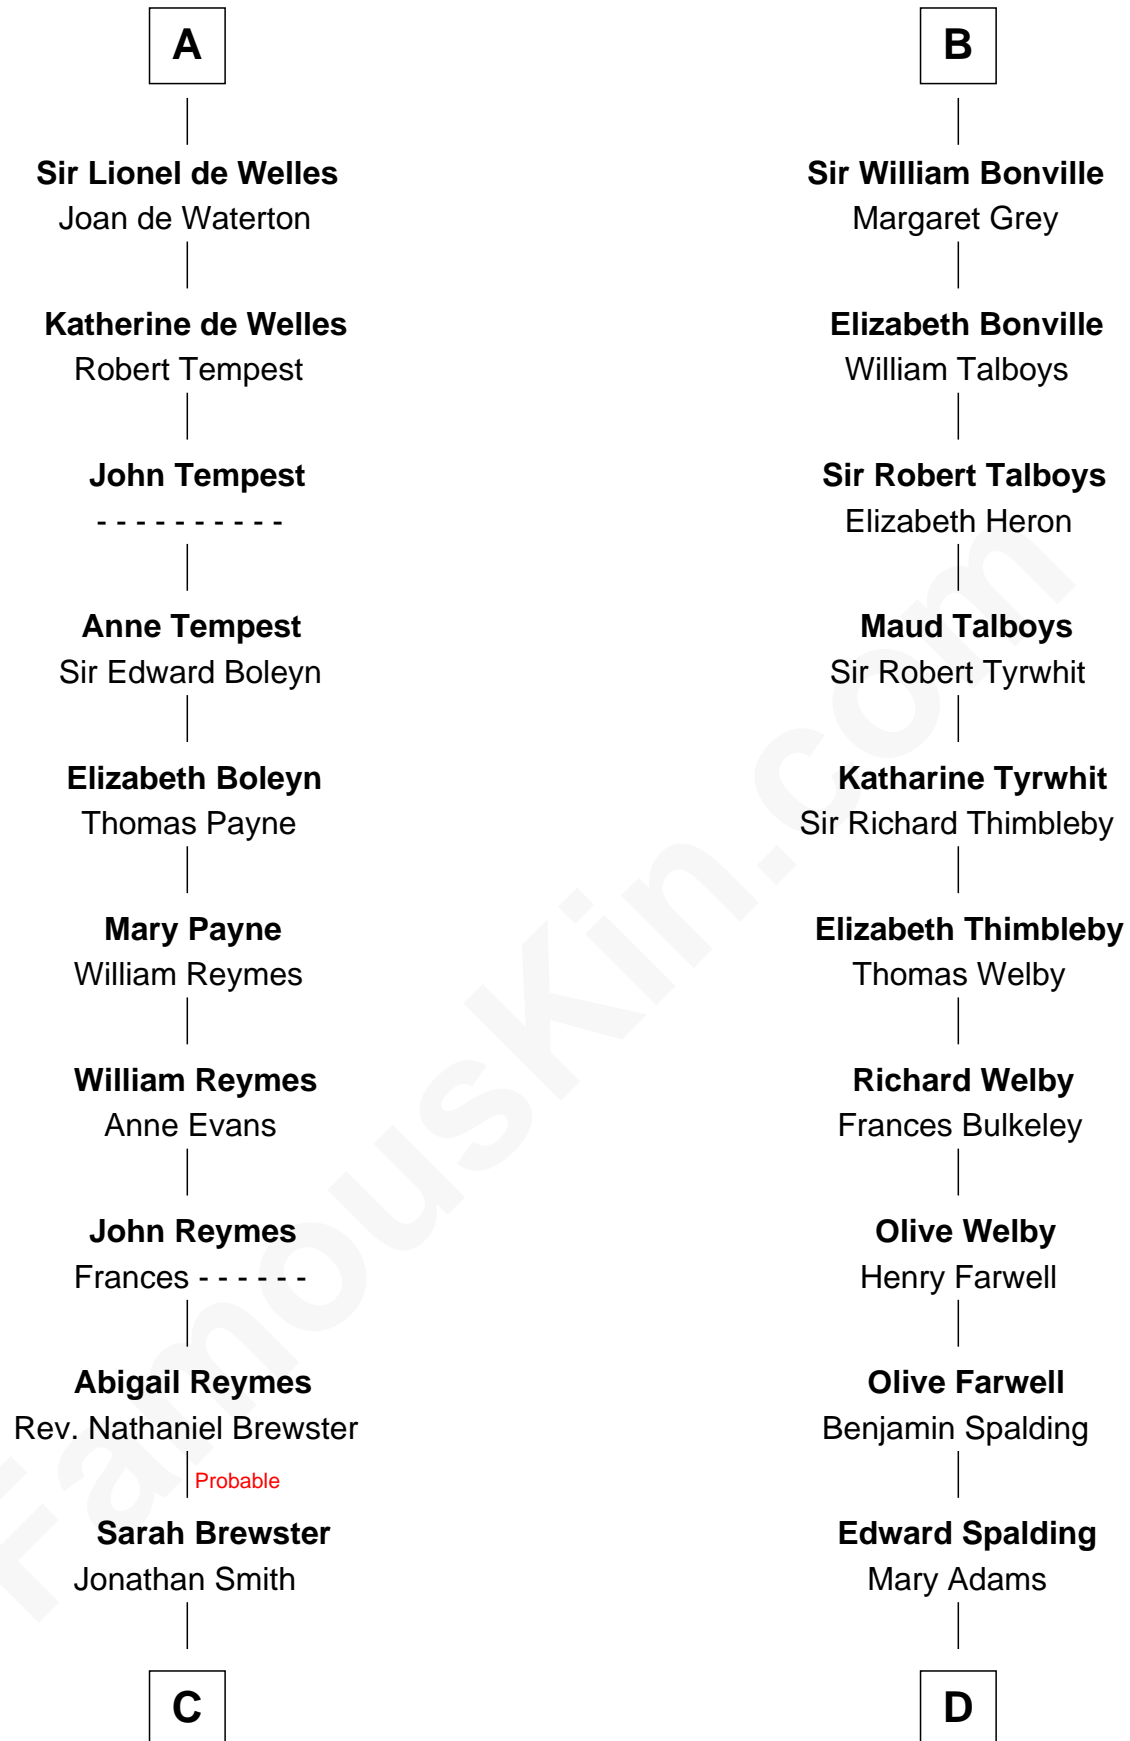 A
Sir Lionel de Welles
Joan de Waterton
Katherine de Welles
Robert Tempest
John Tempest
- - - - - - - - - -
Anne Tempest
Sir Edward Boleyn
Elizabeth Boleyn
Thomas Payne
Mary Payne
William Reymes
William Reymes
Anne Evans
John Reymes
Frances - - - - - -
Abigail Reymes
Rev. Nathaniel Brewster
Probable
Sarah Brewster
Jonathan Smith
C
B
Sir William Bonville
Margaret Grey
Elizabeth Bonville
William Talboys
Sir Robert Talboys
Elizabeth Heron
Maud Talboys
Sir Robert Tyrwhit
Katharine Tyrwhit
Sir Richard Thimbleby
Elizabeth Thimbleby
Thomas Welby
Richard Welby
Frances Bulkeley
Olive Welby
Henry Farwell
Olive Farwell
Benjamin Spalding
Edward Spalding
Mary Adams
D
FamousKin.com